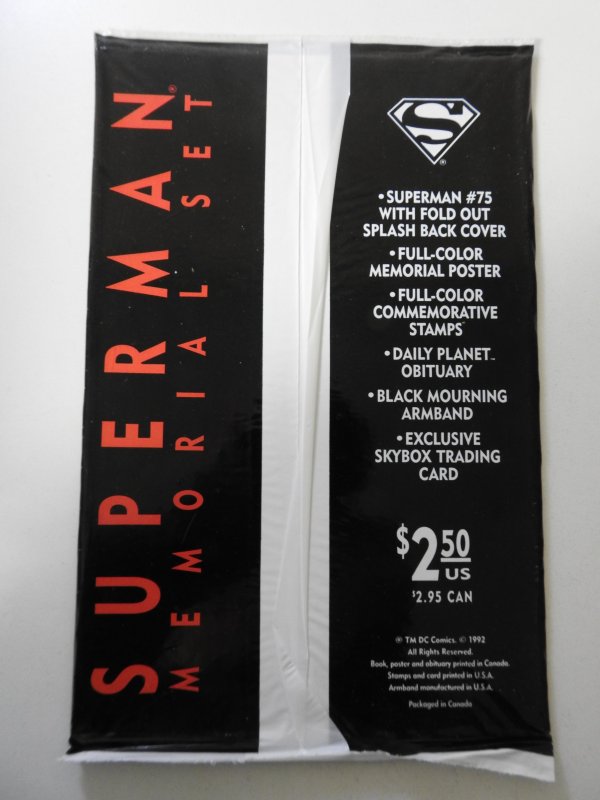 SUPERMAN®
MEMORIAL SET
S
®
•SUPERMAN #75
WITH FOLD OUT
SPLASH BACK COVER
•FULL-COLOR
MEMORIAL POSTER
•FULL-COLOR
COMMEMORATIVE
STAMPS
•DAILY PLANET™
OBITUARY
•BLACK MOURNING
ARMBAND
•EXCLUSIVE
SKYBOX TRADING
CARD
$2.50
US
$2.95 CAN
® TM DC Comics. © 1992
All Rights Reserved.
Book, poster and obituary printed in Canada.
Stamps and card printed in U.S.A.
Armband manufactured in U.S.A.
Packaged in Canada